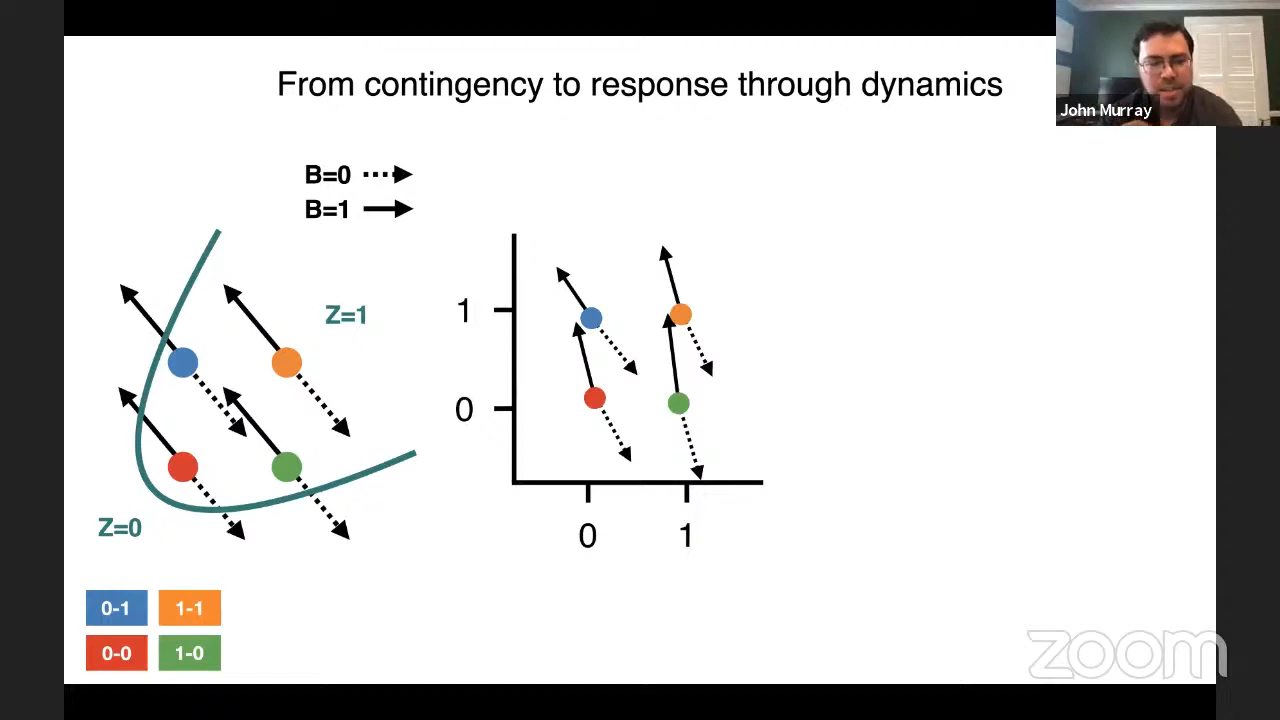 From contingency to response through dynamics
John Murray
B=0
B=1
Z=1
Z=0
1
0
0 1
0-1 1-1
0-0 1-0
zoom